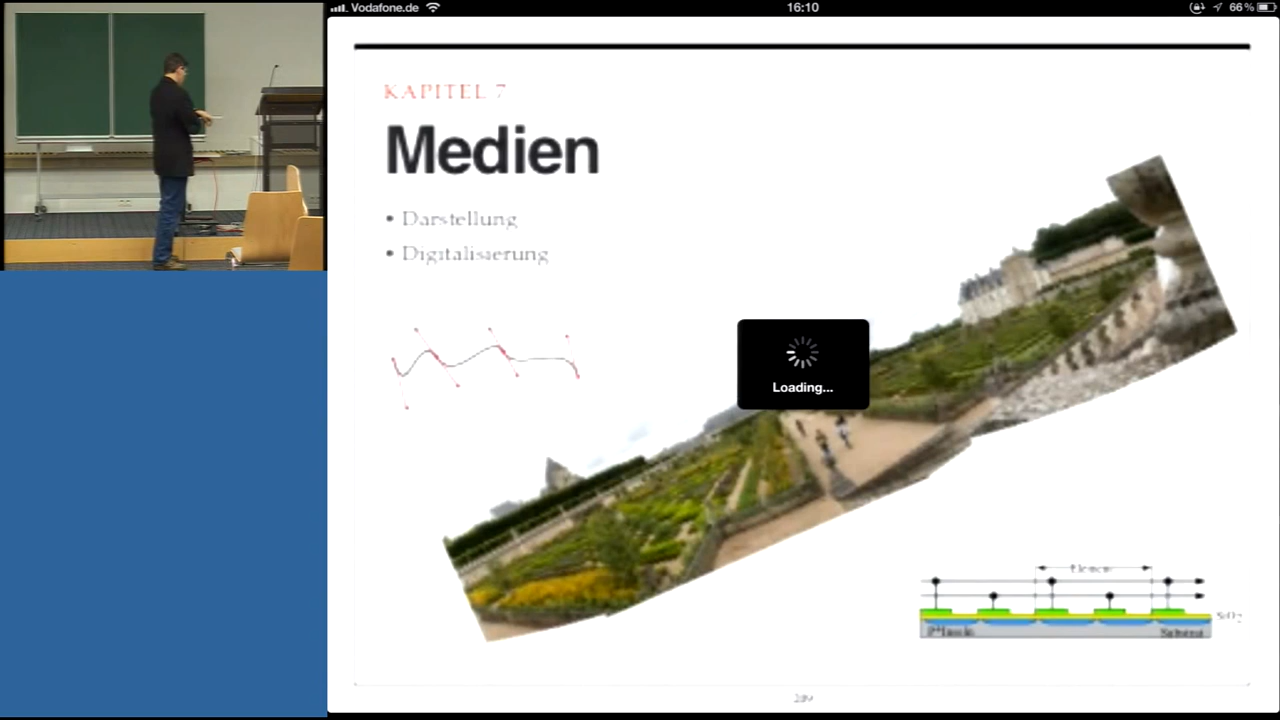 Vodafone.de
16:10
66%
KAPITEL 7
Medien
• Darstellung
• Digitalisierung
Loading...